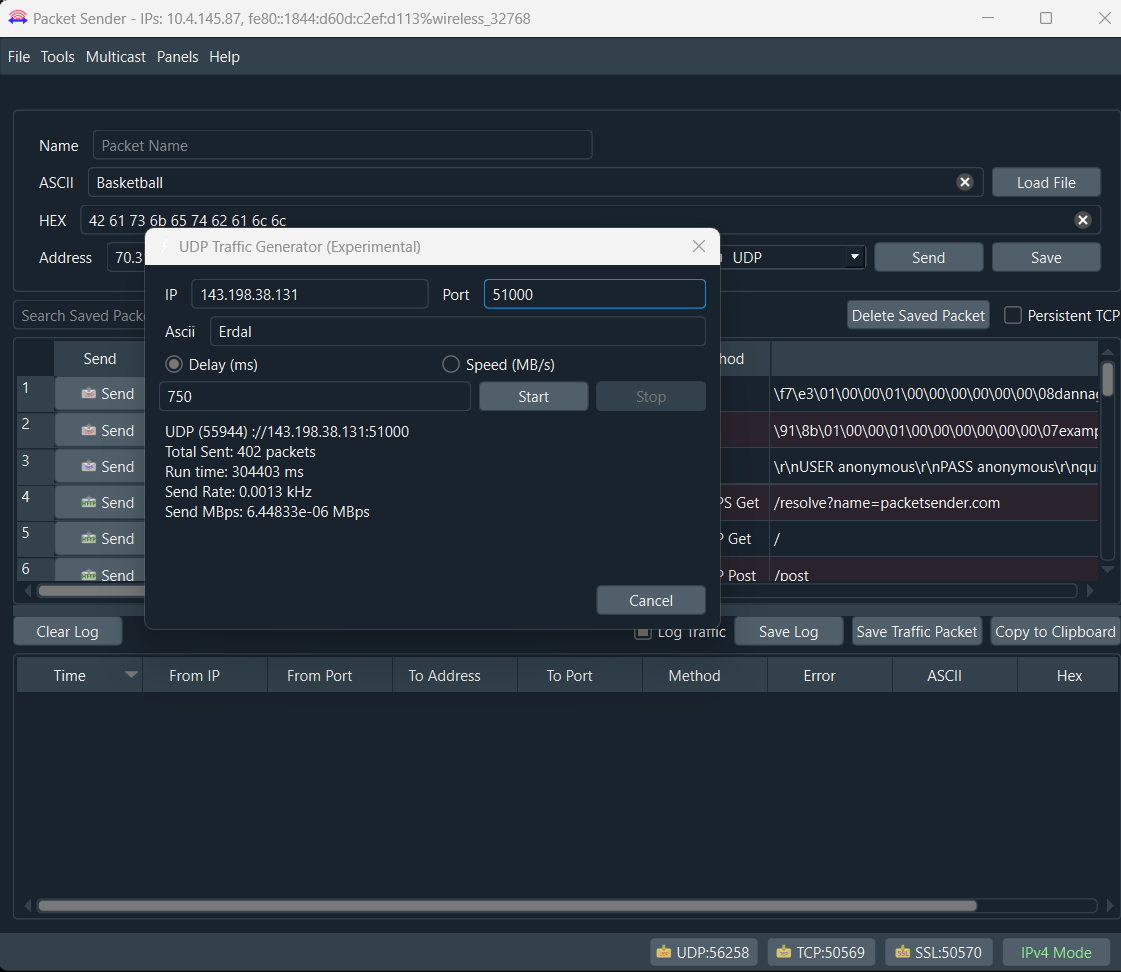 Packet Sender - IPs: 10.4.145.87, fe80::1844:d60d:c2ef:d113%wireless_32768
File Tools Multicast Panels Help
Name Packet Name
ASCII Basketball Load File
HEX 42 61 73 6b 65 74 62 61 6c 6c
Address 70.3 UDP Send Save
UDP Traffic Generator (Experimental)
IP 143.198.38.131 Port 51000
Ascii Erdal
Delay (ms) Speed (MB/s)
750 Start Stop
UDP (55944) ://143.198.38.131:51000
Total Sent: 402 packets
Run time: 304403 ms
Send Rate: 0.0013 kHz
Send MBps: 6.44833e-06 MBps
Cancel
Search Saved Delete Saved Packet Persistent TCP
Send
1 Send \f7\e3\01\00\00\01\00\00\00\00\00\00\08dannag
2 Send \91\8b\01\00\00\01\00\00\00\00\00\00\07examp
3 Send \r\nUSER anonymous\r\nPASS anonymous\r\nqui
4 Send PS Get /resolve?name=packetsender.com
5 Send P Get /
6 Send P Post /post
Clear Log Log Traffic Save Log Save Traffic Packet Copy to Clipboard
Time From IP From Port To Address To Port Method Error ASCII Hex
UDP:56258 TCP:50569 SSL:50570 IPv4 Mode